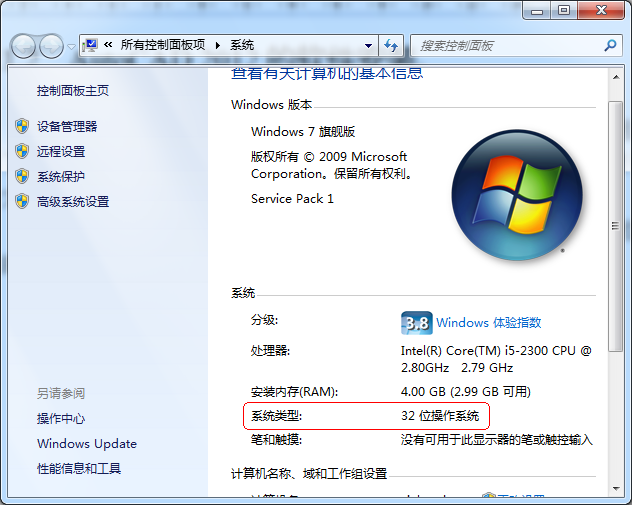 « 所有控制面板项 ▸ 系统
搜索控制面板
控制面板主页
设备管理器
远程设置
系统保护
高级系统设置
另请参阅
操作中心
Windows Update
性能信息和工具
查看有关计算机的基本信息
Windows 版本
Windows 7 旗舰版
版权所有 © 2009 Microsoft
Corporation。保留所有权利。
Service Pack 1
系统
分级:
3.8 Windows 体验指数
处理器:
Intel(R) Core(TM) i5-2300 CPU @
2.80GHz 2.79 GHz
安装内存(RAM): 4.00 GB (2.99 GB 可用)
系统类型: 32 位操作系统
笔和触摸: 没有可用于此显示器的笔或触控输入
计算机名称、域和工作组设置